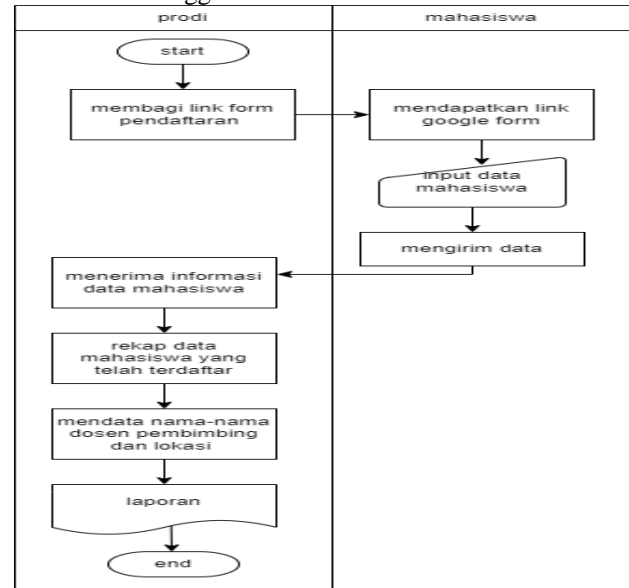 prodi
mahasiswa
start
membagi link form
pendaftaran
mendapatkan link
google form
input data
mahasiswa
mengirim data
menerima informasi
data mahasiswa
rekap data
mahasiswa yang
telah terdaftar
mendata nama-nama
dosen pembimbing
dan lokasi
laporan
end